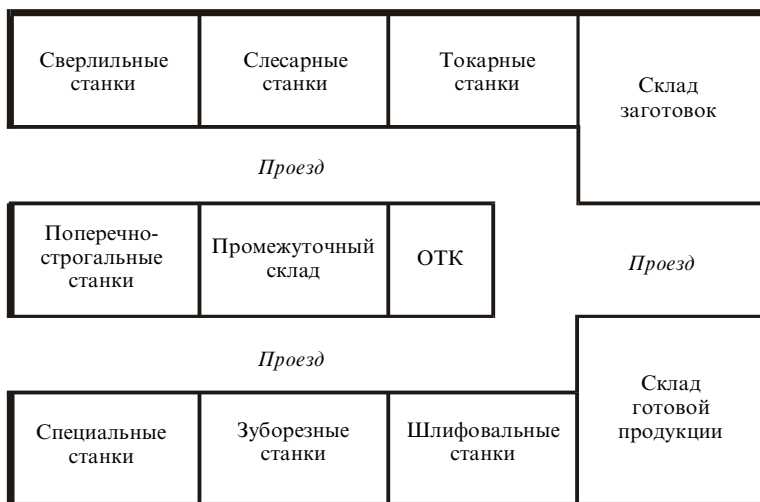 Сверлильные
станки
Слесарные
станки
Токарные
станки
Склад
заготовок
Проезд
Поперечно-
строгальные
станки
Промежуточный
склад
ОТК
Проезд
Проезд
Специальные
станки
Зуборезные
станки
Шлифовальные
станки
Склад
готовой
продукции